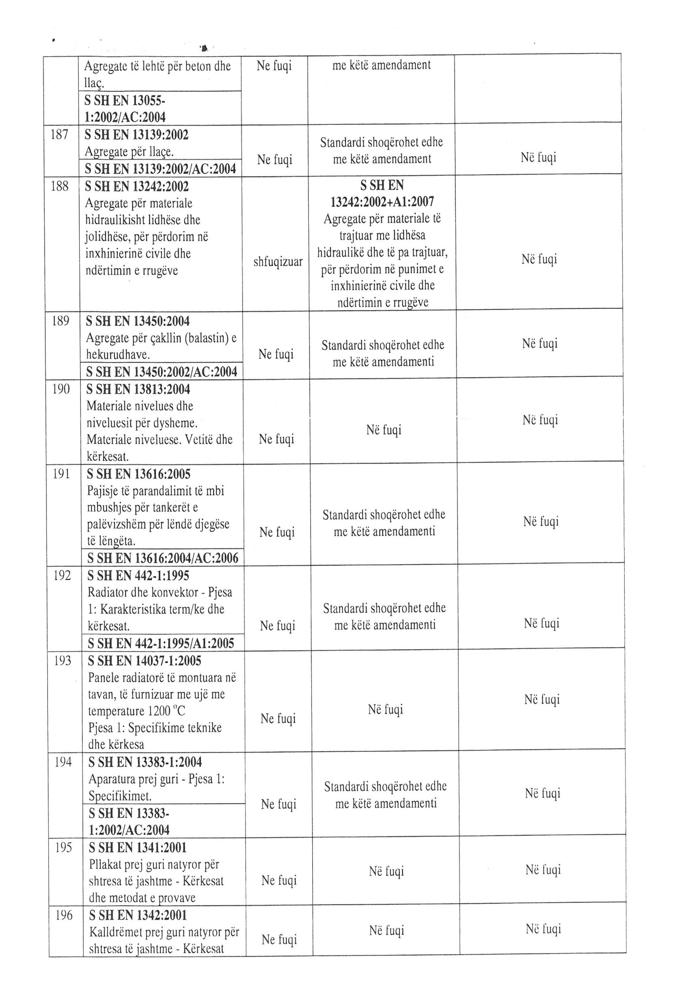 Agregate të lehtë për beton dhe
llaç.
S SH EN 13055-
1:2002/AC:2004
Ne fuqi
me këtë amendament
187
S SH EN 13139:2002
Agregate për llaçe.
S SH EN 13139:2002/AC:2004
Ne fuqi
Standardi shoqërohet edhe
me këtë amendament
Në fuqi
188
S SH EN 13242:2002
Agregate për materiale
hidraulikisht lidhëse dhe
jolidhëse, për përdorim në
inxhinierinë civile dhe
ndërtimin e rrugëve
shfuqizuar
S SH EN
13242:2002+A1:2007
Agregate për materiale të
trajtuar me lidhësa
hidraulikë dhe të pa trajtuar,
për përdorim në punimet e
inxhinierinë civile dhe
ndërtimin e rrugëve
Në fuqi
189
S SH EN 13450:2004
Agregate për çakllin (balastin) e
hekurudhave.
S SH EN 13450:2002/AC:2004
Ne fuqi
Standardi shoqërohet edhe
me këtë amendamenti
Në fuqi
190
S SH EN 13813:2004
Materiale nivelues dhe
niveluesit për dysheme.
Materiale niveluese. Vetitë dhe
kërkesat.
Ne fuqi
Në fuqi
Në fuqi
191
S SH EN 13616:2005
Pajisje të parandalimit të mbi
mbushjes për tankerët e
palëvizshëm për lëndë djegëse
të lëngëta.
S SH EN 13616:2004/AC:2006
Ne fuqi
Standardi shoqërohet edhe
me këtë amendamenti
Në fuqi
192
S SH EN 442-1:1995
Radiator dhe konvektor - Pjesa
1: Karakteristika term/ke dhe
kërkesat.
S SH EN 442-1:1995/A1:2005
Ne fuqi
Standardi shoqërohet edhe
me këtë amendamenti
Në fuqi
193
S SH EN 14037-1:2005
Panele radiatorë të montuara në
tavan, të furnizuar me ujë me
temperature 1200 ⁰C
Pjesa 1: Specifikime teknike
dhe kërkesa
Ne fuqi
Në fuqi
Në fuqi
194
S SH EN 13383-1:2004
Aparatura prej guri - Pjesa 1:
Specifikimet.
S SH EN 13383-
1:2002/AC:2004
Ne fuqi
Standardi shoqërohet edhe
me këtë amendamenti
Në fuqi
195
S SH EN 1341:2001
Pllakat prej guri natyror për
shtresa të jashtme - Kërkesat
dhe metodat e provave
Ne fuqi
Në fuqi
Në fuqi
196
S SH EN 1342:2001
Kalldrëmet prej guri natyror për
shtresa të jashtme - Kërkesat
Ne fuqi
Në fuqi
Në fuqi